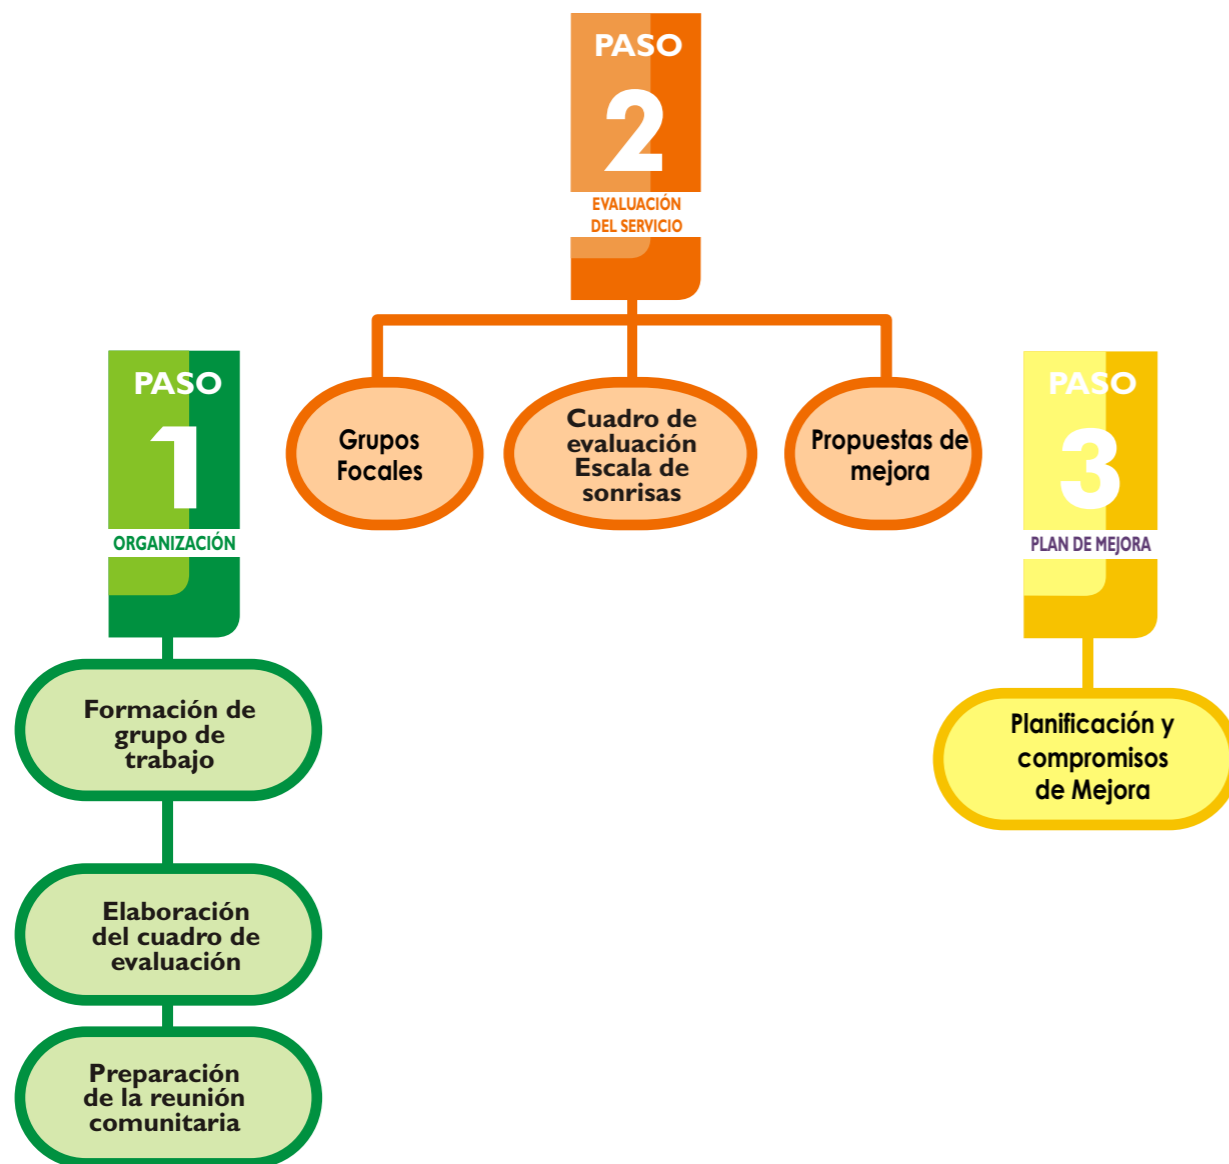 PASO
1
ORGANIZACIÓN
Formación de
grupo de
trabajo
Elaboración
del cuadro de
evaluación
Preparación
de la reunión
comunitaria
PASO
2
EVALUACIÓN
DEL SERVICIO
Grupos
Focales
Cuadro de
evaluación
Escala de
sonrisas
Propuestas de
mejora
PASO
3
PLAN DE MEJORA
Planificación y
compromisos
de Mejora